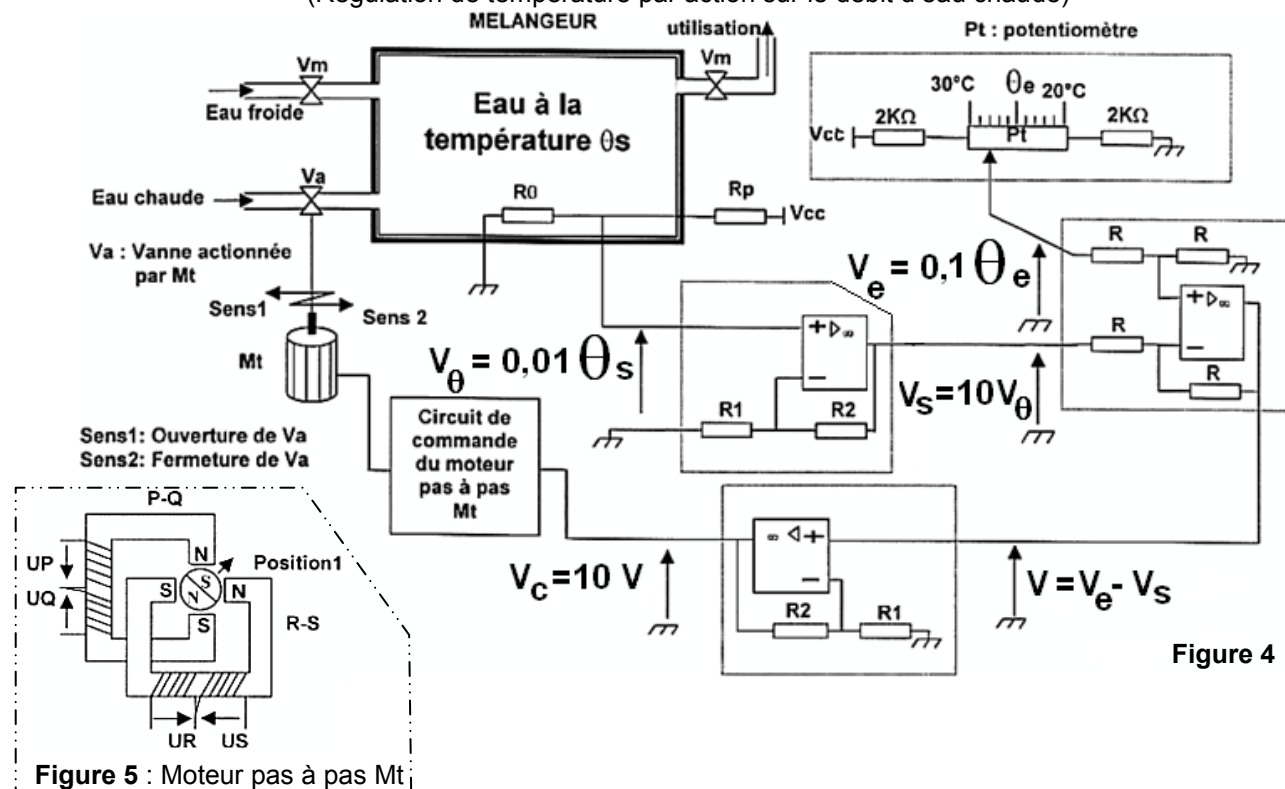 (Régulation de température par action sur le débit d'eau chaude)
MELANGEUR
utilisation
Pt : potentiomètre
Vm
Vm
Eau froide
Eau à la
température θs
30°C θe 20°C
2KΩ
2KΩ
Vcc
Pt
Va
Eau chaude
R0
Rp
Vcc
Va : Vanne actionnée
par Mt
Sens1
Sens 2
Mt
Ve = 0,1 θe
R
R
+ ▷∞
−
R
R
Vθ = 0,01 θs
+ ▷∞
−
R1
R2
Vs=10Vθ
Circuit de
commande
du moteur
pas à pas
Mt
Sens1: Ouverture de Va
Sens2: Fermeture de Va
∞ ◁ +
−
R2
R1
Vc=10 V
V = Ve- Vs
Figure 4
P-Q
UP
UQ
N
S
N
S
N
S
Position1
R-S
UR
US
Figure 5 : Moteur pas à pas Mt